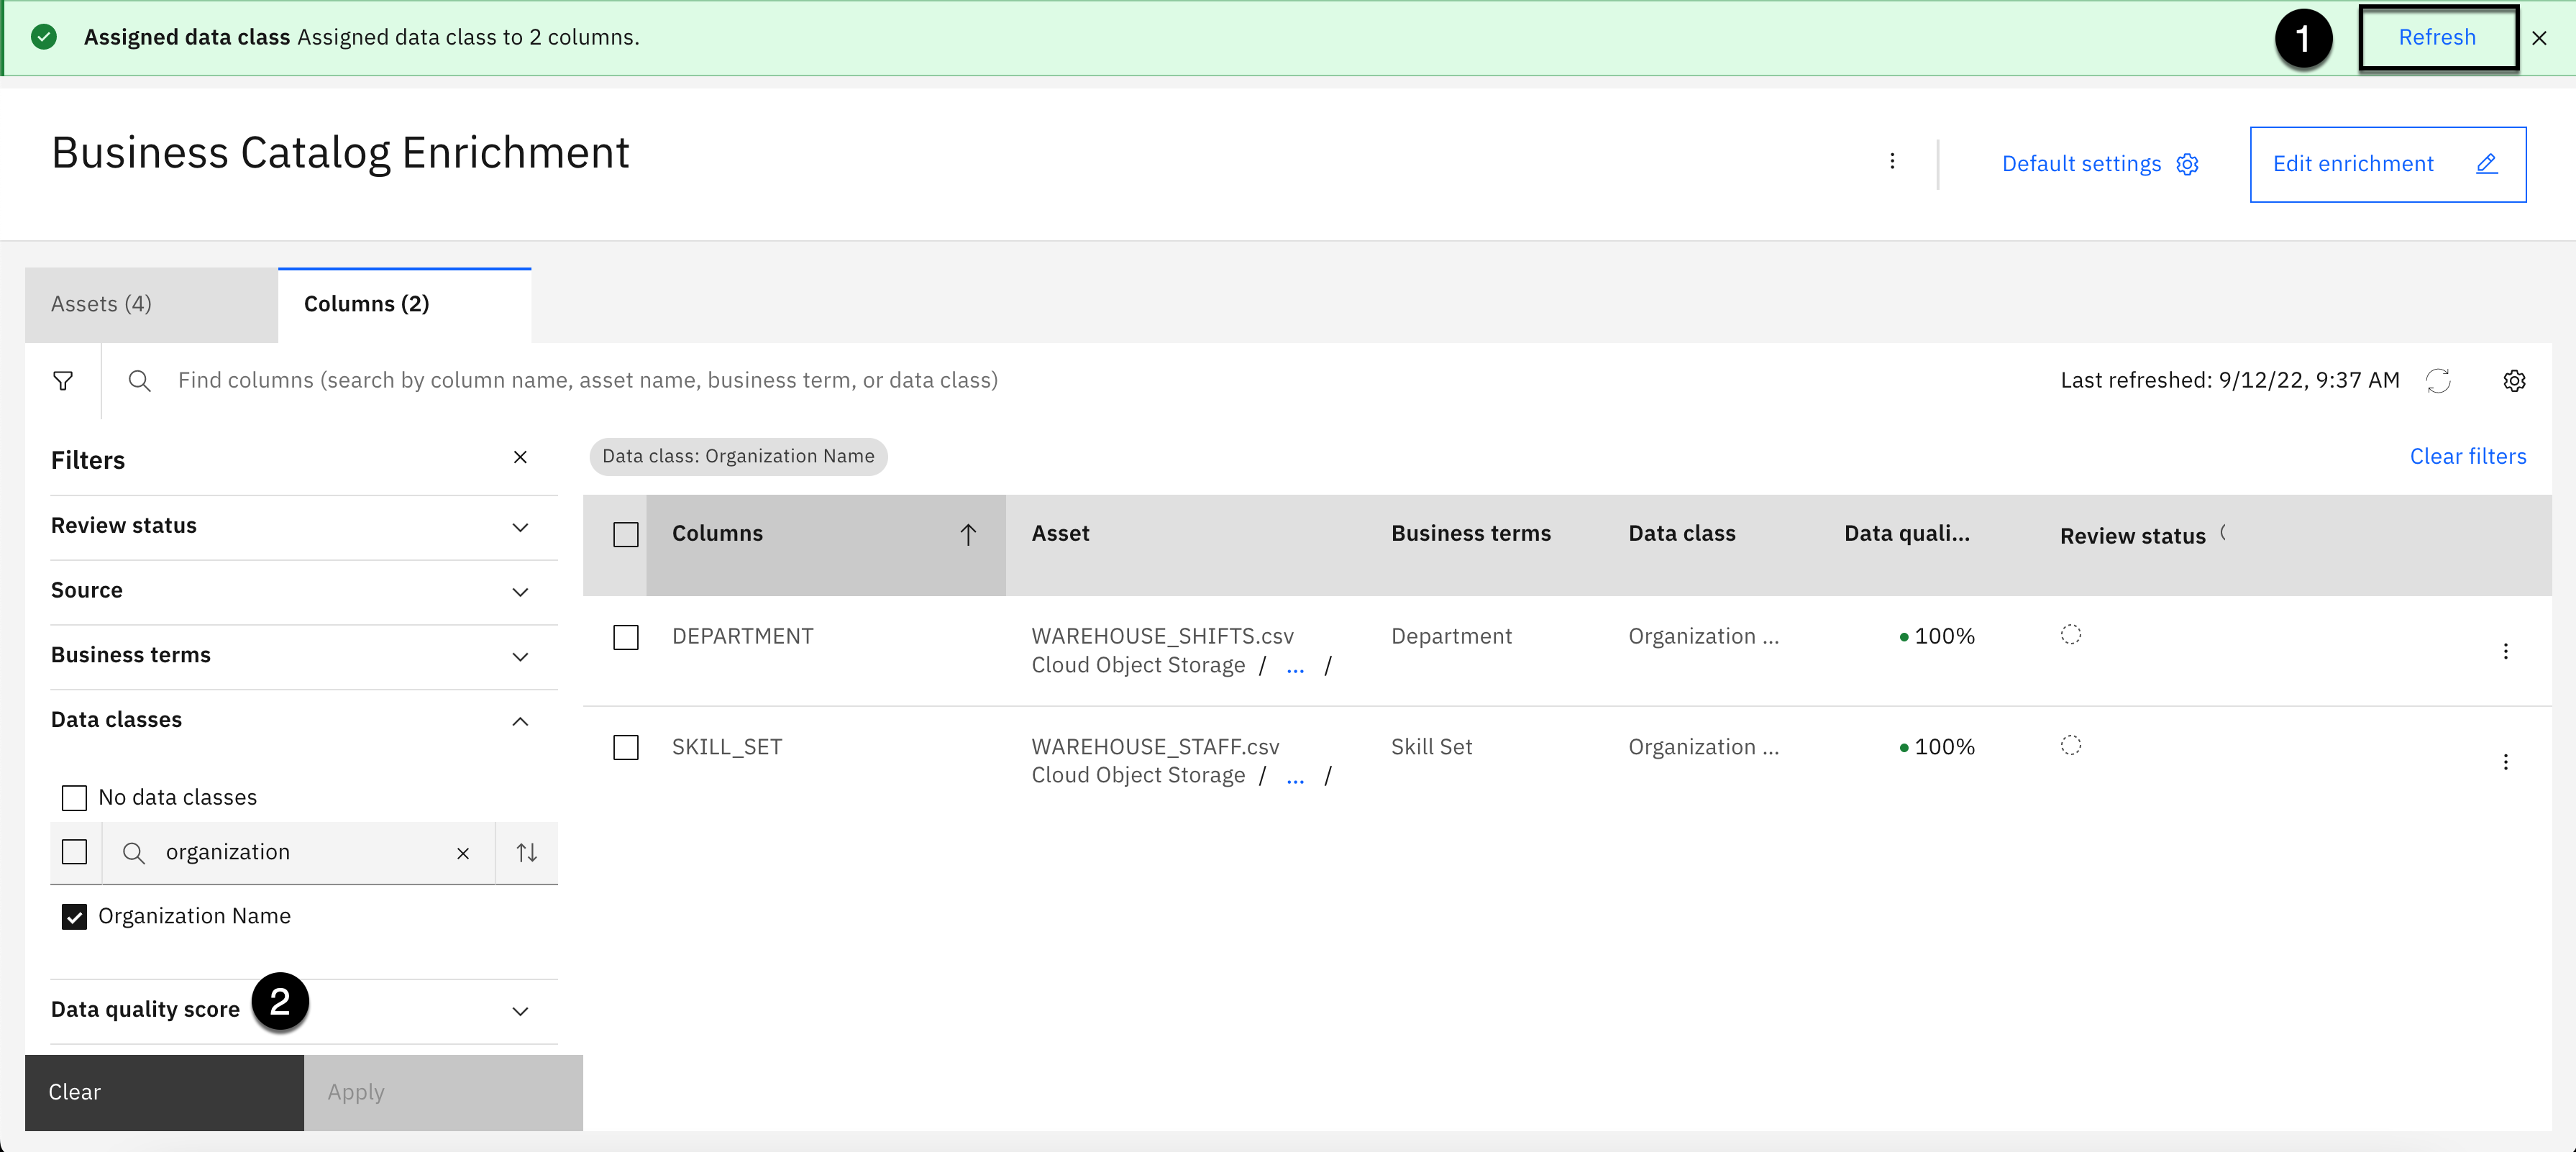 Assigned data class Assigned data class to 2 columns.
1
Refresh
Business Catalog Enrichment
Default settings
Edit enrichment
Assets (4)
Columns (2)
Find columns (search by column name, asset name, business term, or data class)
Last refreshed: 9/12/22, 9:37 AM
Filters
Data class: Organization Name
Clear filters
Review status
Source
Business terms
Data classes
No data classes
organization
Organization Name
Data quality score
2
Clear
Apply
Columns
Asset
Business terms
Data class
Data quali...
Review status
DEPARTMENT
WAREHOUSE_SHIFTS.csv
Cloud Object Storage / ... /
Department
Organization ...
100%
SKILL_SET
WAREHOUSE_STAFF.csv
Cloud Object Storage / ... /
Skill Set
Organization ...
100%